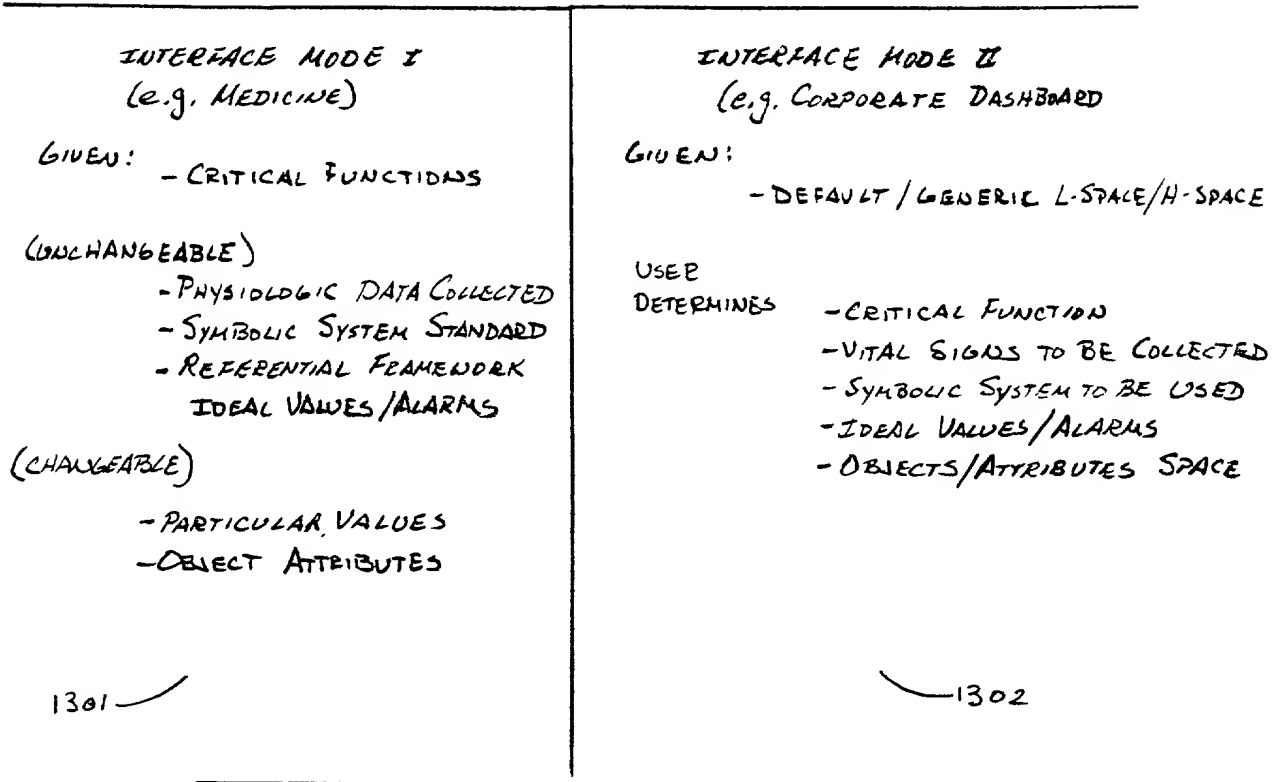 INTERFACE MODE I
(e.g. MEDICINE)
GIVEN:
- CRITICAL FUNCTIONS
(UNCHANGEABLE)
- PHYSIOLOGIC DATA COLLECTED
- SYMBOLIC SYSTEM STANDARD
- REFERENTIAL FRAMEWORK
IDEAL VALUES/ALARMS
(CHANGEABLE)
- PARTICULAR VALUES
- OBJECT ATTRIBUTES
1301
INTERFACE MODE II
(e.g. CORPORATE DASHBOARD
GIVEN:
- DEFAULT/GENERIC L-SPACE/H-SPACE
USER
DETERMINES
- CRITICAL FUNCTION
- VITAL SIGNS TO BE COLLECTED
- SYMBOLIC SYSTEM TO BE USED
- IDEAL VALUES/ALARMS
- OBJECTS/ATTRIBUTES SPACE
1302